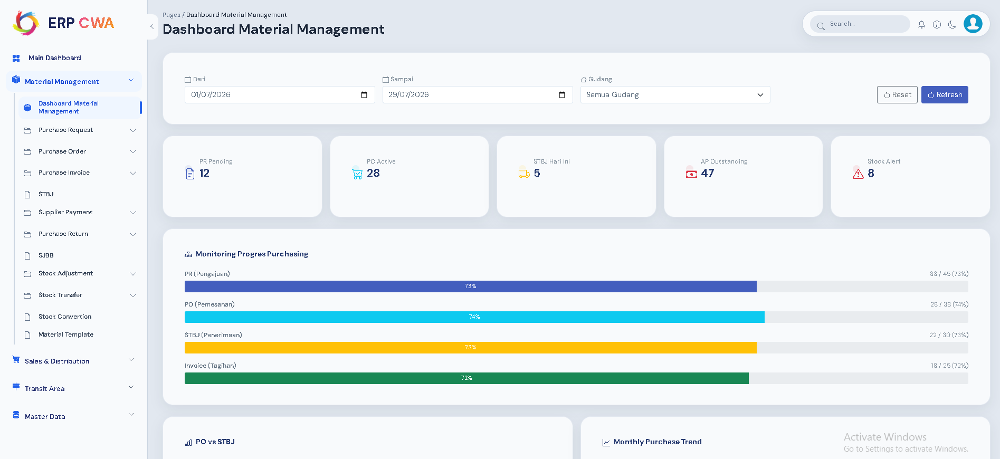 ERP CWA
Main Dashboard
Material Management
Dashboard Material
Management
Purchase Request
Purchase Order
Purchase Invoice
STBJ
Supplier Payment
Purchase Return
SJBB
Stock Adjustment
Stock Transfer
Stock Convertion
Material Template
Sales & Distribution
Transit Area
Master Data
Pages / Dashboard Material Management
Dashboard Material Management
Search...
Dari
01/07/2026
Sampai
29/07/2026
Gudang
Semua Gudang
Reset
Refresh
PR Pending
12
PO Active
28
STBJ Hari Ini
5
AP Outstanding
47
Stock Alert
8
Monitoring Progres Purchasing
PR (Pengajuan) 33 / 45 (73%)
73%
PO (Pemesanan) 28 / 38 (74%)
74%
STBJ (Penerimaan) 22 / 30 (73%)
73%
Invoice (Tagihan) 18 / 25 (72%)
72%
PO vs STBJ
Monthly Purchase Trend
Activate Windows
Go to Settings to activate Windows.